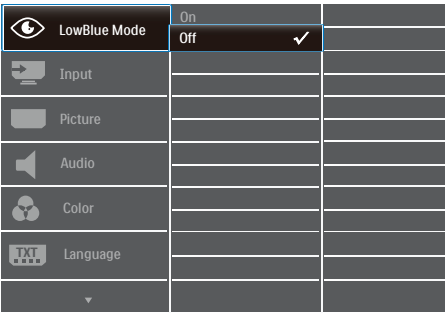 LowBlue Mode
On
Off
Input
Picture
Audio
Color
TXT
Language